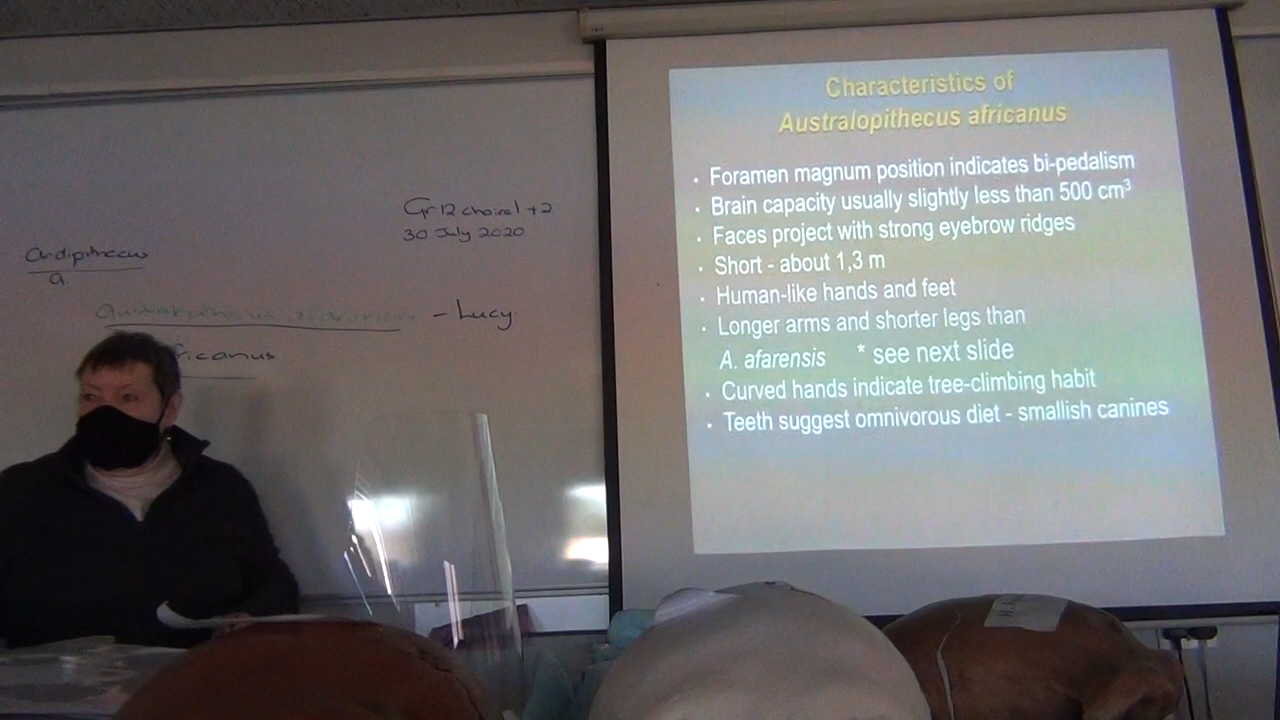 Gr 12 choirel + 2
30 July 2020
Ardipithecus
a
- Lucy
africanus
Characteristics of
Australopithecus africanus
• Foramen magnum position indicates bi-pedalism
• Brain capacity usually slightly less than 500 cm³
• Faces project with strong eyebrow ridges
• Short - about 1,3 m
• Human-like hands and feet
• Longer arms and shorter legs than
A. afarensis * see next slide
• Curved hands indicate tree-climbing habit
• Teeth suggest omnivorous diet - smallish canines